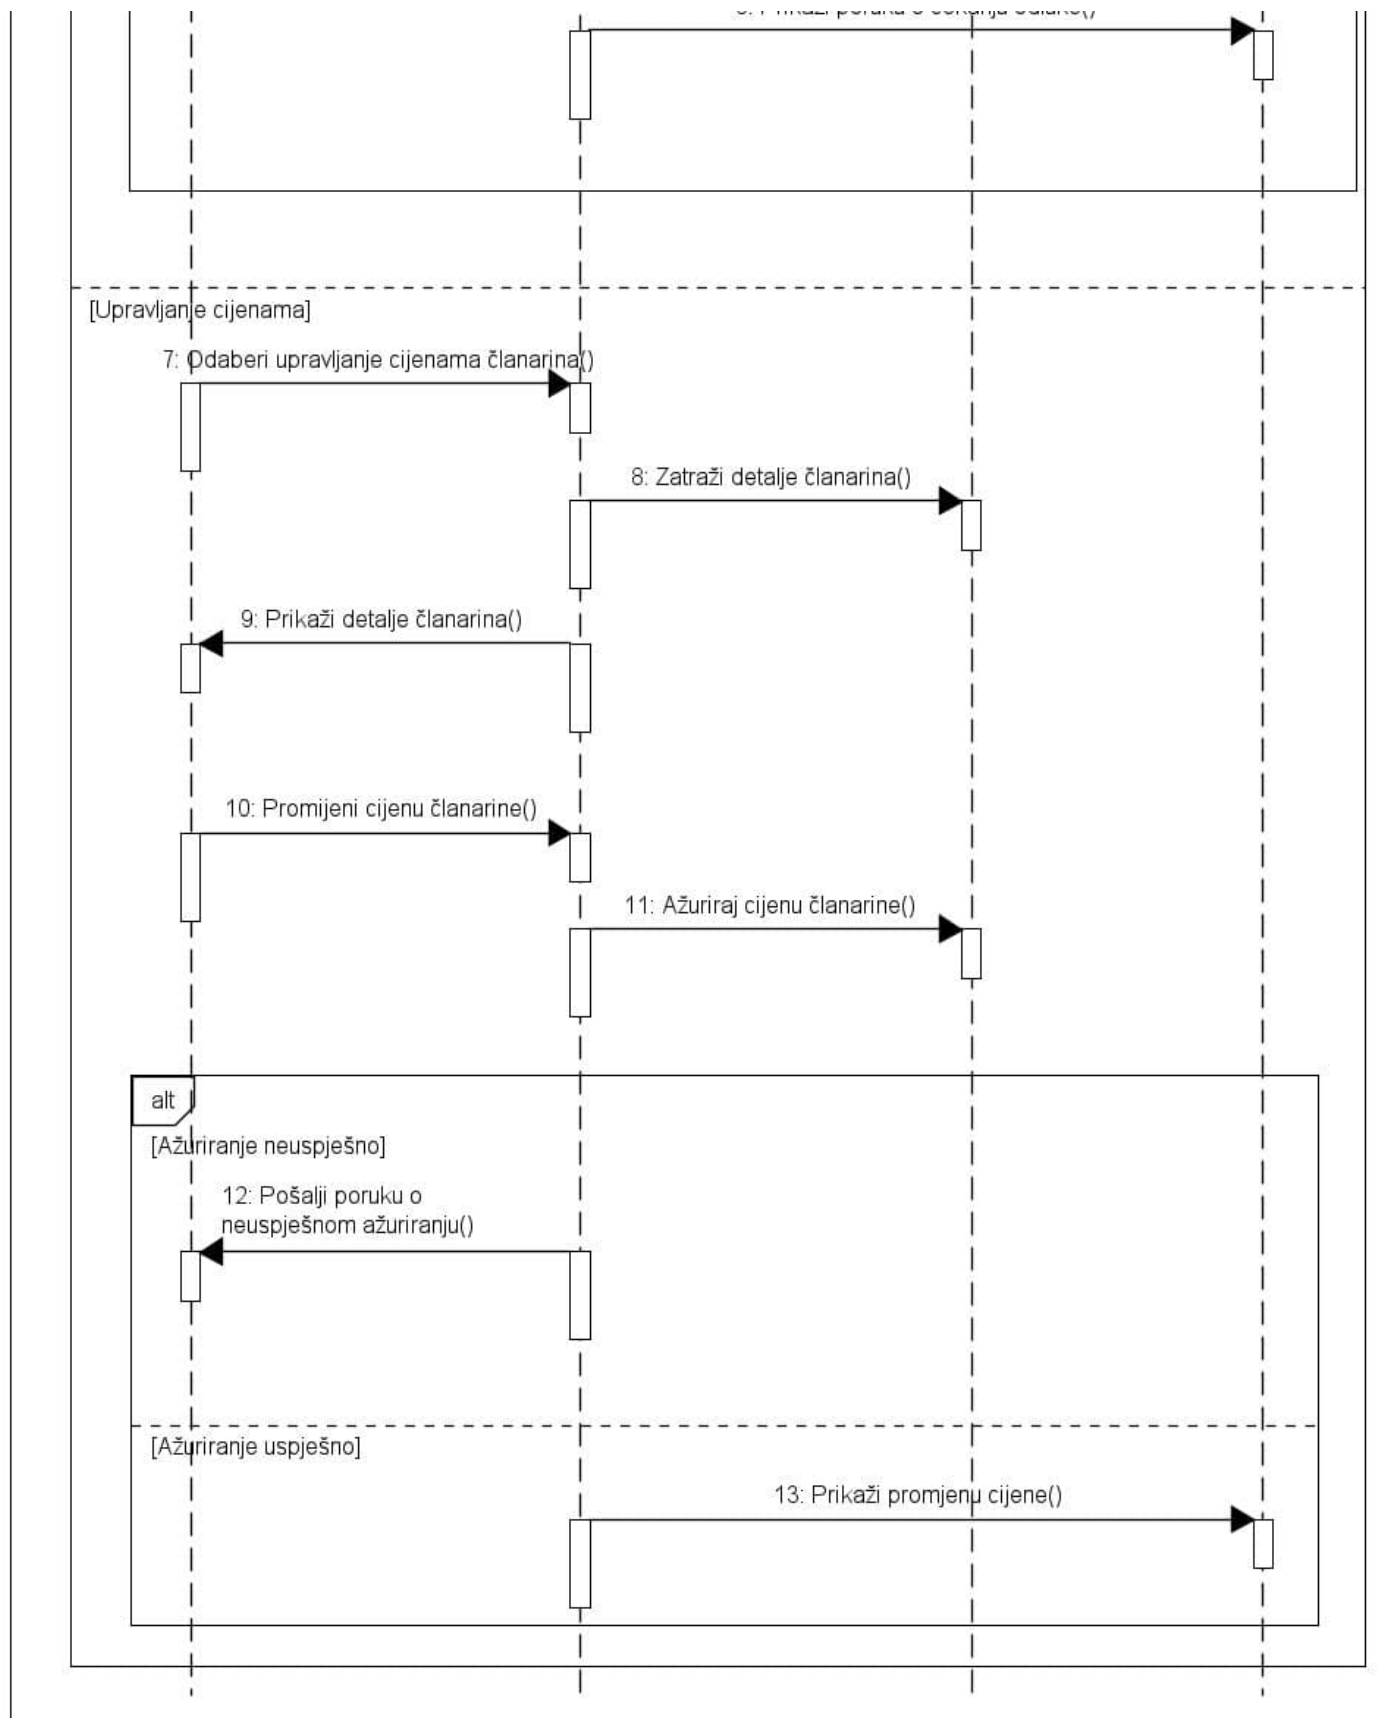 [Upravljanje cijenama]
7: Odaberi upravljanje cijenama članarina()
8: Zatraži detalje članarina()
9: Prikaži detalje članarina()
10: Promijeni cijenu članarine()
11: Ažuriraj cijenu članarine()
alt
[Ažuriranje neuspješno]
12: Pošalji poruku o
neuspješnom ažuriranju()
[Ažuriranje uspješno]
13: Prikaži promjenu cijene()